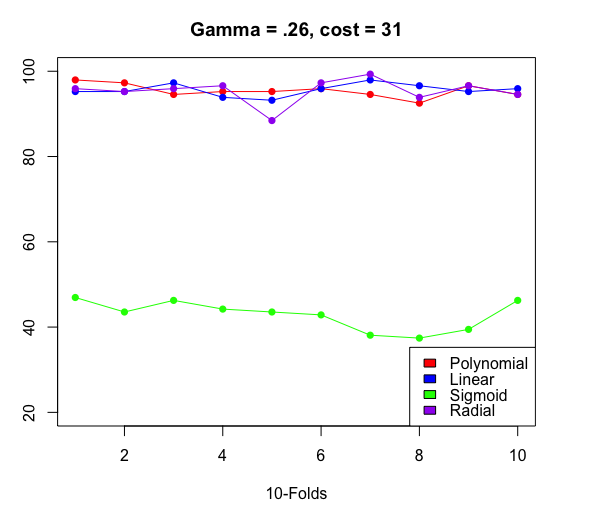 Gamma = .26, cost = 31
100
80
60
40
20
Polynomial
Linear
Sigmoid
Radial
2 4 6 8 10
10-Folds